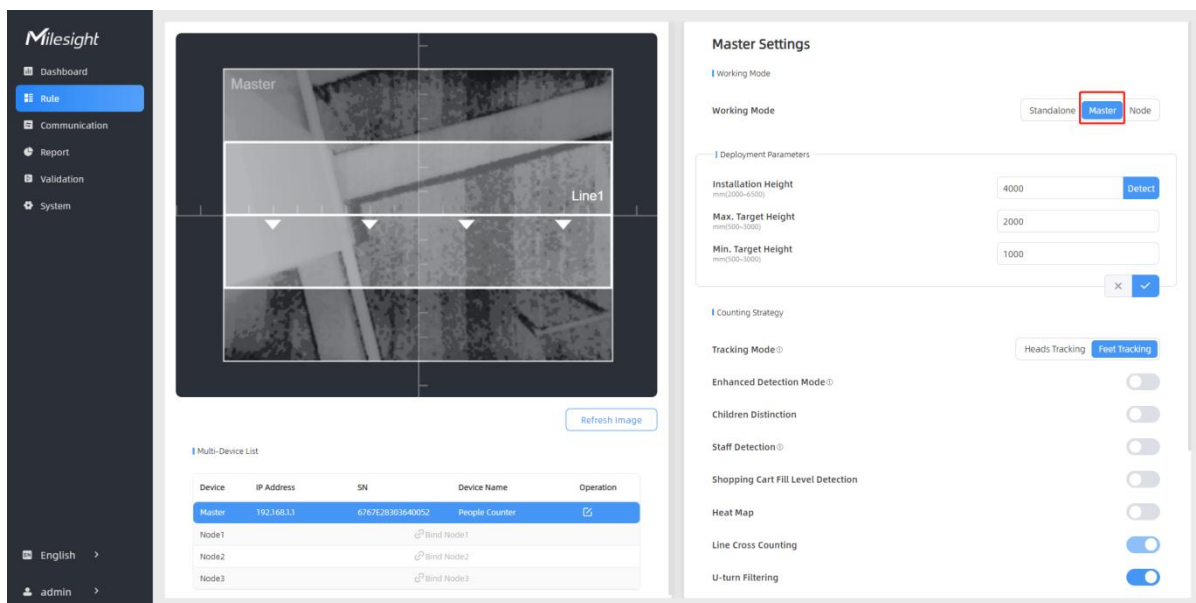 Milesight
Dashboard
Rule
Communication
Report
Validation
System
English >
admin >
Master
Line1
Refresh Image
Multi-Device List
Device IP Address SN Device Name Operation
Master 192.168.1.1 6767E28303640052 People Counter
Node1 Bind Node1
Node2 Bind Node2
Node3 Bind Node3
Master Settings
Working Mode
Working Mode Standalone Master Node
Deployment Parameters
Installation Height 4000 Detect
mm(2000~6500)
Max. Target Height 2000
mm(500~3000)
Min. Target Height 1000
mm(500~3000)
Counting Strategy
Tracking Mode Heads Tracking Feet Tracking
Enhanced Detection Mode
Children Distinction
Staff Detection
Shopping Cart Fill Level Detection
Heat Map
Line Cross Counting
U-turn Filtering